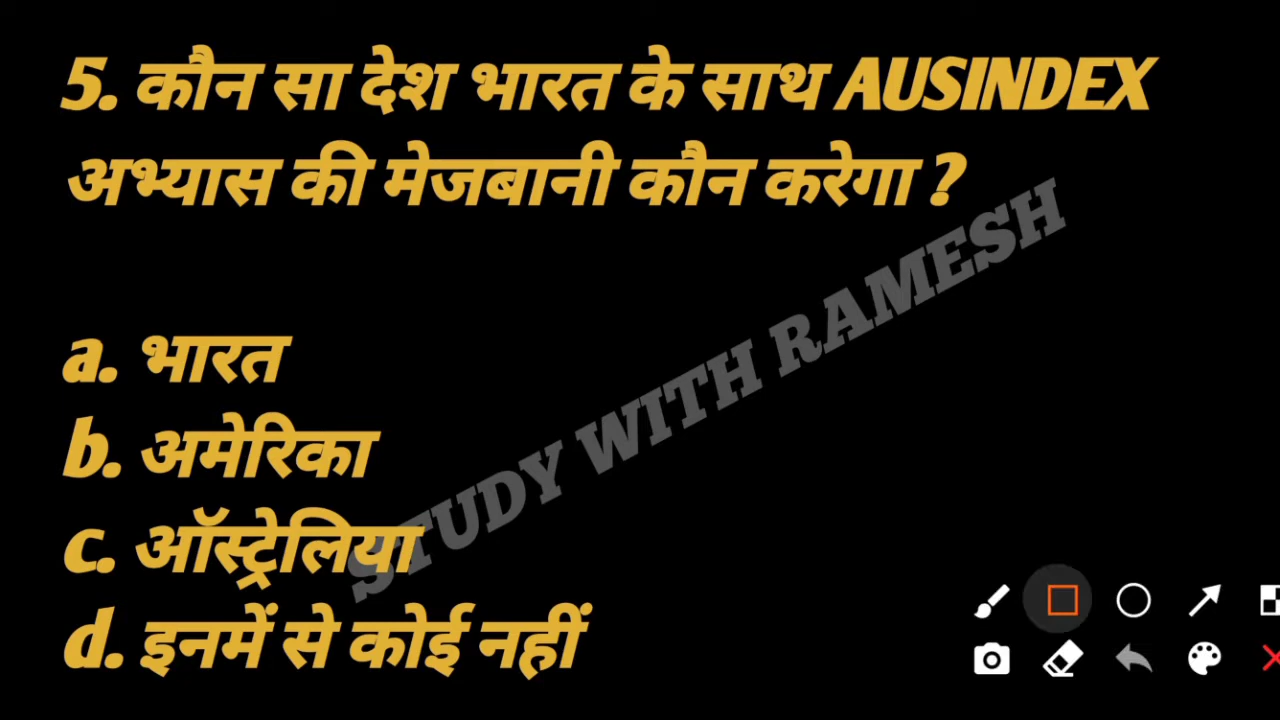 5. कौन सा देश भारत के साथ AUSINDEX
अभ्यास की मेजबानी कौन करेगा ?
a. भारत
b. अमेरिका
c. ऑस्ट्रेलिया
d. इनमें से कोई नहीं
STUDY WITH RAMESH